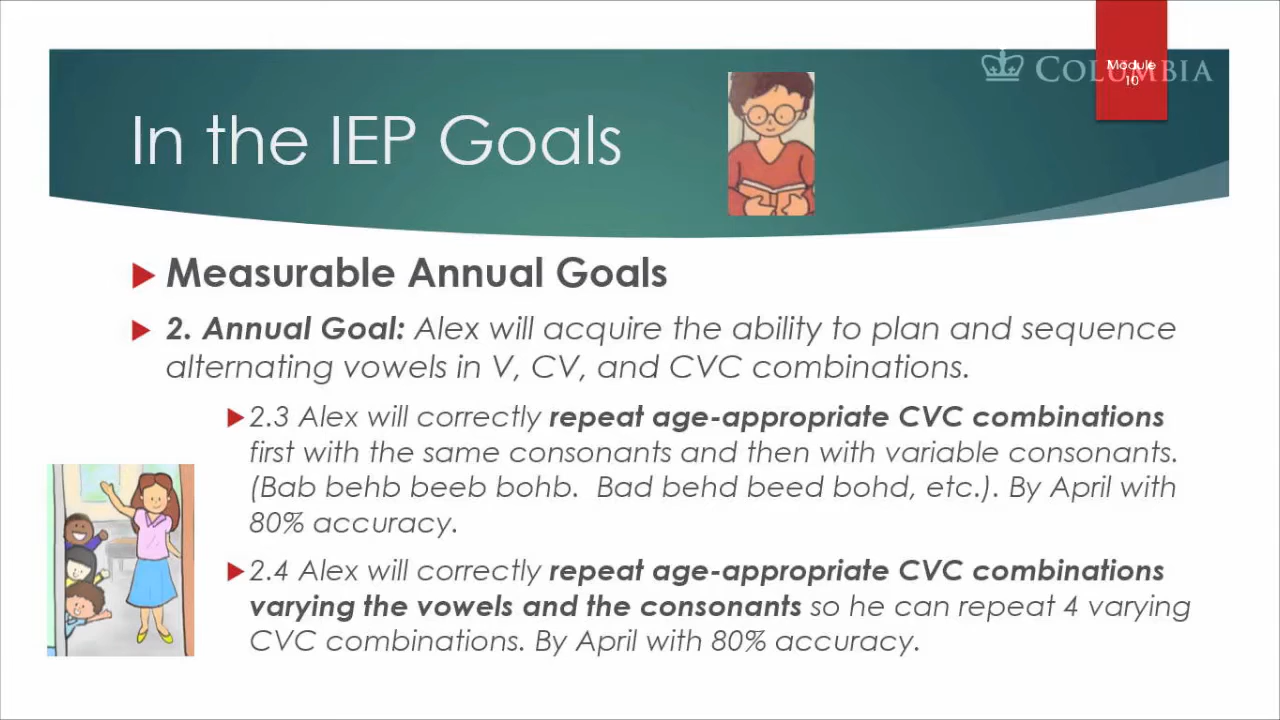 COLUMBIA
Module
10
In the IEP Goals
Measurable Annual Goals
2. Annual Goal: Alex will acquire the ability to plan and sequence
alternating vowels in V, CV, and CVC combinations.
2.3 Alex will correctly repeat age-appropriate CVC combinations
first with the same consonants and then with variable consonants.
(Bab behb beeb bohb. Bad behd beed bohd, etc.). By April with
80% accuracy.
2.4 Alex will correctly repeat age-appropriate CVC combinations
varying the vowels and the consonants so he can repeat 4 varying
CVC combinations. By April with 80% accuracy.